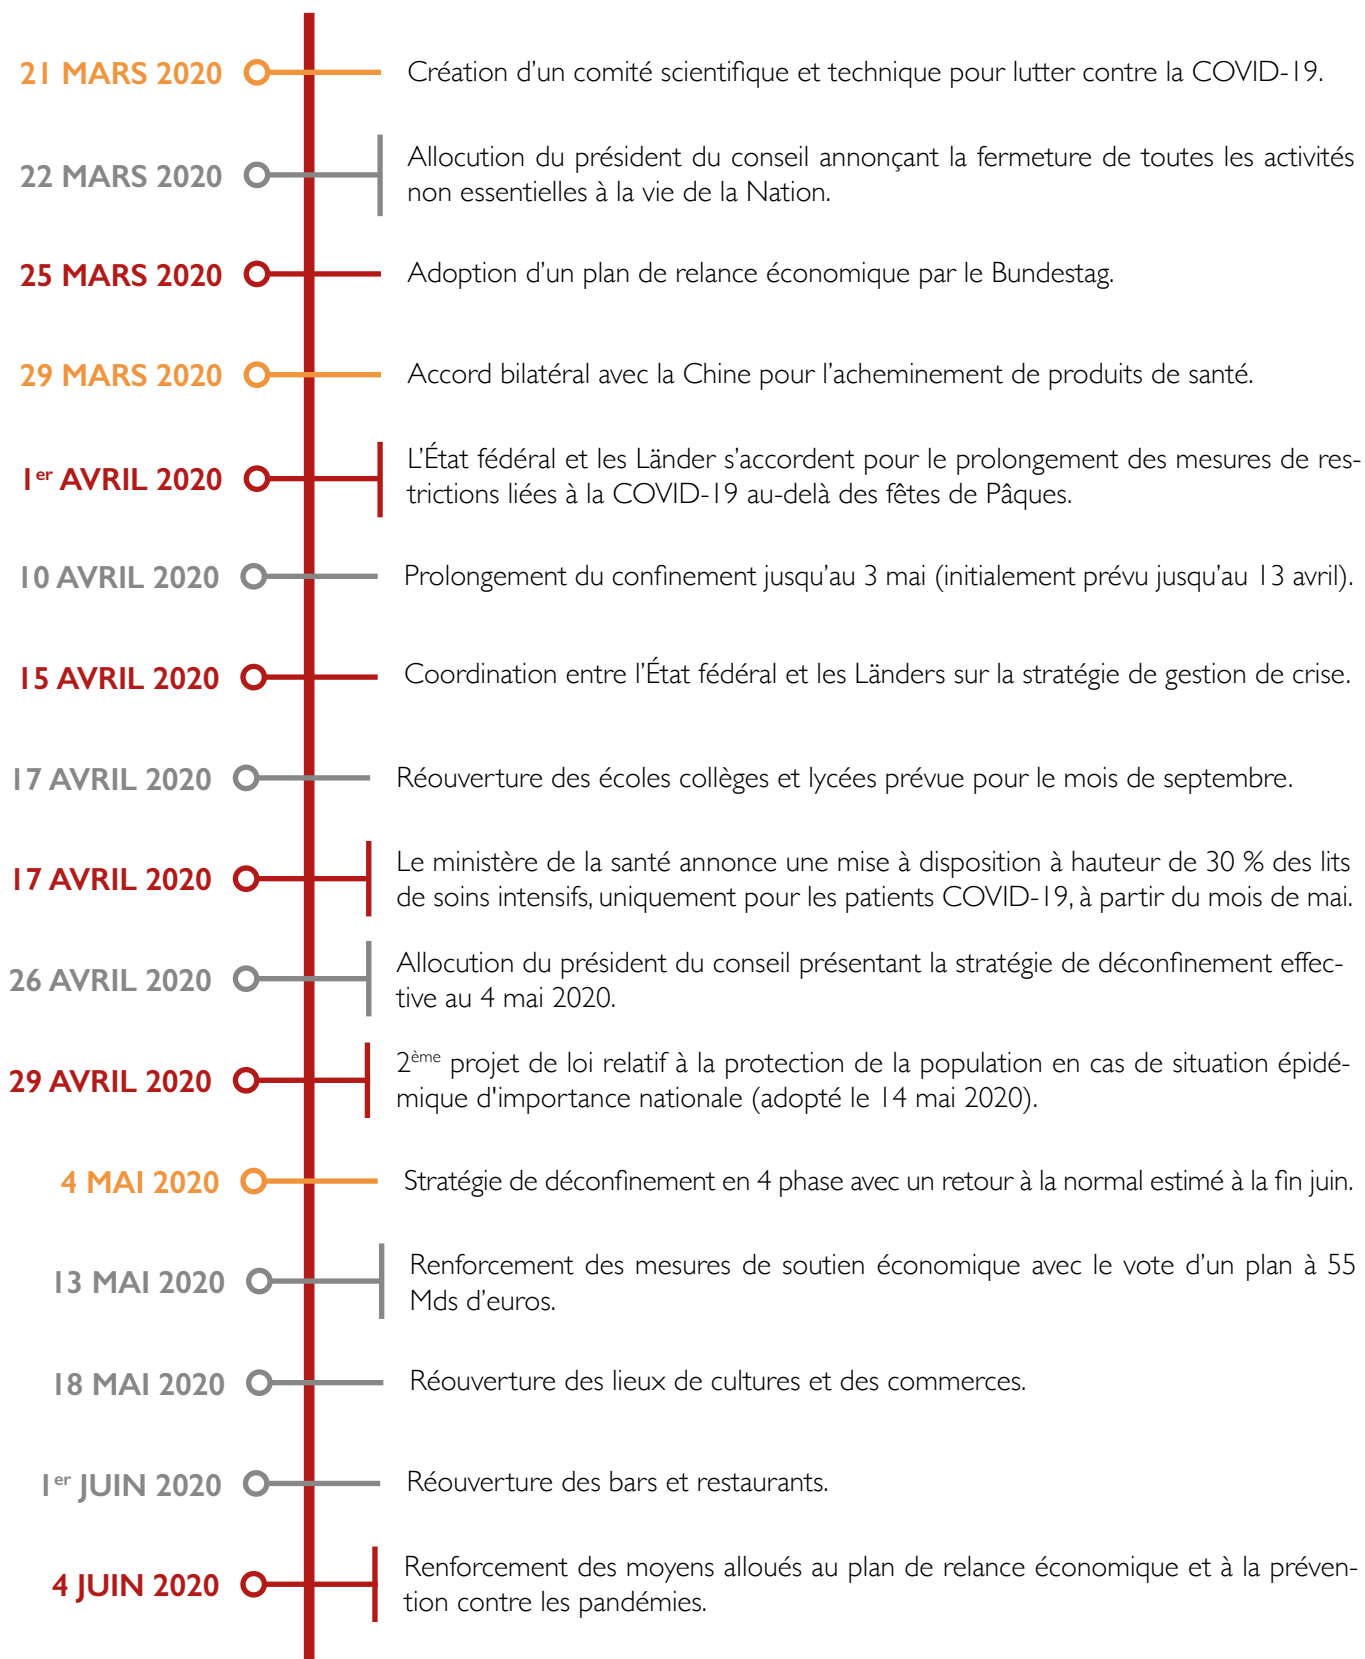 21 MARS 2020
Création d’un comité scientifique et technique pour lutter contre la COVID-19.
22 MARS 2020
Allocution du président du conseil annonçant la fermeture de toutes les activités
non essentielles à la vie de la Nation.
25 MARS 2020
Adoption d’un plan de relance économique par le Bundestag.
29 MARS 2020
Accord bilatéral avec la Chine pour l’acheminement de produits de santé.
1er AVRIL 2020
L’État fédéral et les Länder s’accordent pour le prolongement des mesures de res-
trictions liées à la COVID-19 au-delà des fêtes de Pâques.
10 AVRIL 2020
Prolongement du confinement jusqu’au 3 mai (initialement prévu jusqu’au 13 avril).
15 AVRIL 2020
Coordination entre l’État fédéral et les Länders sur la stratégie de gestion de crise.
17 AVRIL 2020
Réouverture des écoles collèges et lycées prévue pour le mois de septembre.
17 AVRIL 2020
Le ministère de la santé annonce une mise à disposition à hauteur de 30 % des lits
de soins intensifs, uniquement pour les patients COVID-19, à partir du mois de mai.
26 AVRIL 2020
Allocution du président du conseil présentant la stratégie de déconfinement effec-
tive au 4 mai 2020.
29 AVRIL 2020
2ème projet de loi relatif à la protection de la population en cas de situation épidé-
mique d'importance nationale (adopté le 14 mai 2020).
4 MAI 2020
Stratégie de déconfinement en 4 phase avec un retour à la normal estimé à la fin juin.
13 MAI 2020
Renforcement des mesures de soutien économique avec le vote d’un plan à 55
Mds d’euros.
18 MAI 2020
Réouverture des lieux de cultures et des commerces.
1er JUIN 2020
Réouverture des bars et restaurants.
4 JUIN 2020
Renforcement des moyens alloués au plan de relance économique et à la préven-
tion contre les pandémies.